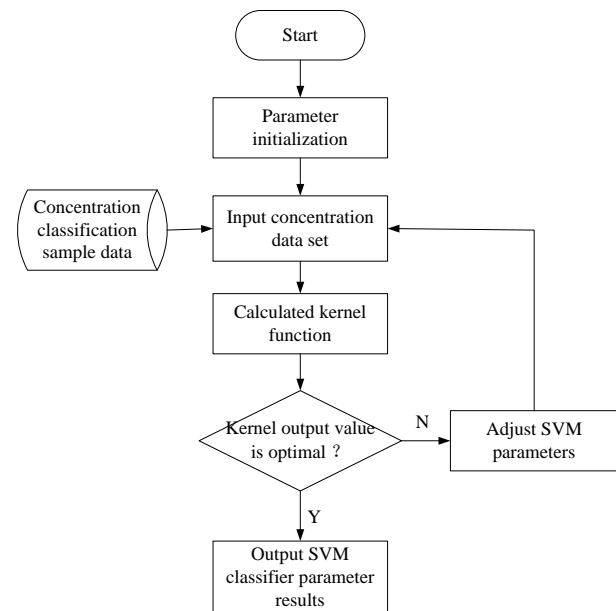 Start
Parameter
initialization
Concentration
classification
sample data
Input concentration
data set
Calculated kernel
function
Kernel output value
is optimal ？
N
Adjust SVM
parameters
Y
Output SVM
classifier parameter
results